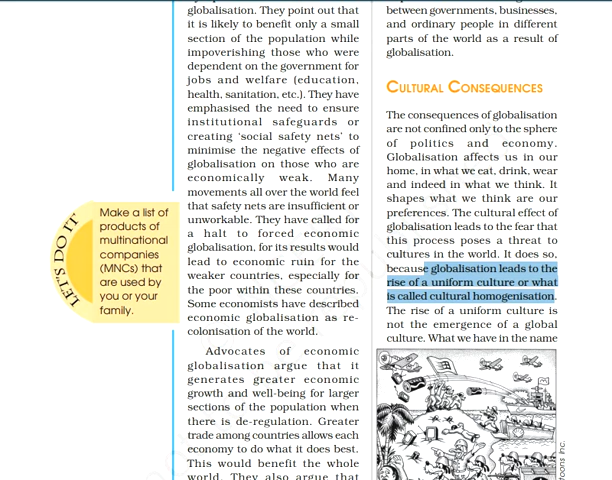 globalisation. They point out that
it is likely to benefit only a small
section of the population while
impoverishing those who were
dependent on the government for
jobs and welfare (education,
health, sanitation, etc.). They have
emphasised the need to ensure
institutional safeguards or
creating ‘social safety nets’ to
minimise the negative effects of
globalisation on those who are
economically weak. Many
movements all over the world feel
that safety nets are insufficient or
unworkable. They have called for
a halt to forced economic
globalisation, for its results would
lead to economic ruin for the
weaker countries, especially for
the poor within these countries.
Some economists have described
economic globalisation as re-
colonisation of the world.
Advocates of economic
globalisation argue that it
generates greater economic
growth and well-being for larger
sections of the population when
there is de-regulation. Greater
trade among countries allows each
economy to do what it does best.
This would benefit the whole
world. They also argue that
LET'S DO IT
Make a list of
products of
multinational
companies
(MNCs) that
are used by
you or your
family.
between governments, businesses,
and ordinary people in different
parts of the world as a result of
globalisation.
CULTURAL CONSEQUENCES
The consequences of globalisation
are not confined only to the sphere
of politics and economy.
Globalisation affects us in our
home, in what we eat, drink, wear
and indeed in what we think. It
shapes what we think are our
preferences. The cultural effect of
globalisation leads to the fear that
this process poses a threat to
cultures in the world. It does so,
because globalisation leads to the
rise of a uniform culture or what
is called cultural homogenisation.
The rise of a uniform culture is
not the emergence of a global
culture. What we have in the name
toons Inc.